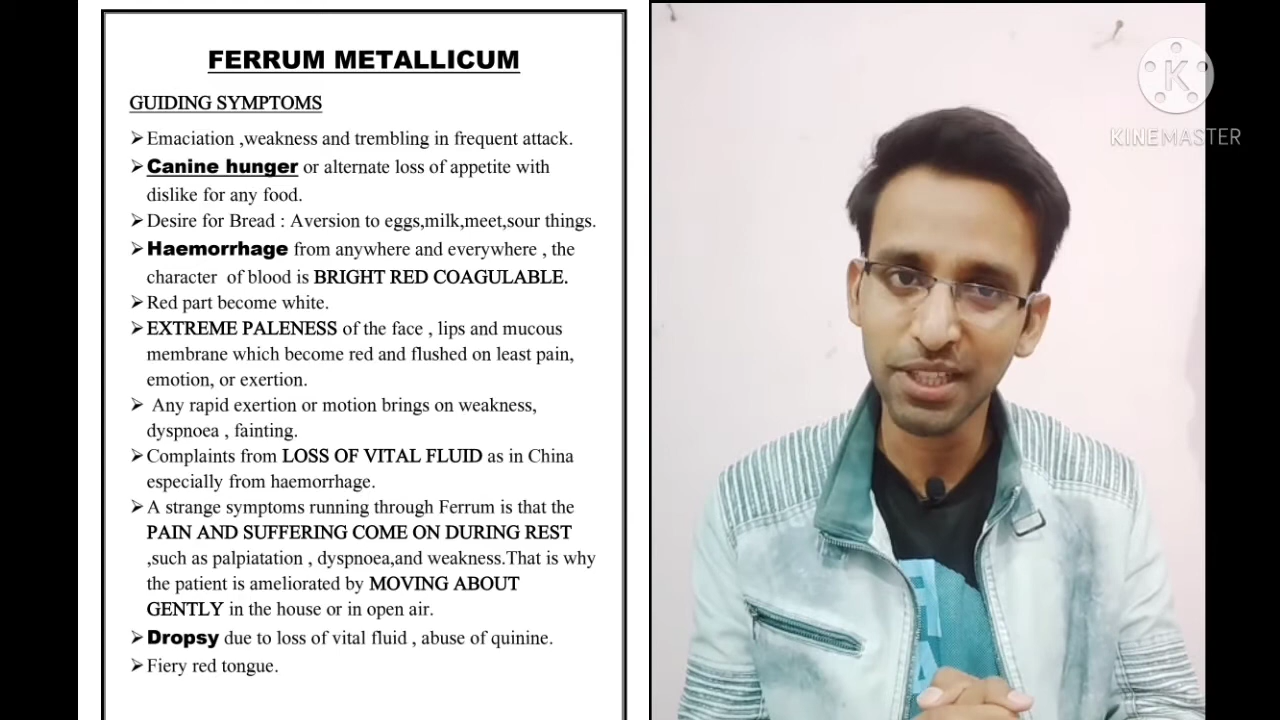 FERRUM METALLICUM
GUIDING SYMPTOMS
➢ Emaciation ,weakness and trembling in frequent attack.
➢ Canine hunger or alternate loss of appetite with
dislike for any food.
➢ Desire for Bread : Aversion to eggs,milk,meet,sour things.
➢ Haemorrhage from anywhere and everywhere , the
character of blood is BRIGHT RED COAGULABLE.
➢ Red part become white.
➢ EXTREME PALENESS of the face , lips and mucous
membrane which become red and flushed on least pain,
emotion, or exertion.
➢ Any rapid exertion or motion brings on weakness,
dyspnoea , fainting.
➢ Complaints from LOSS OF VITAL FLUID as in China
especially from haemorrhage.
➢ A strange symptoms running through Ferrum is that the
PAIN AND SUFFERING COME ON DURING REST
,such as palpiatation , dyspnoea,and weakness.That is why
the patient is ameliorated by MOVING ABOUT
GENTLY in the house or in open air.
➢ Dropsy due to loss of vital fluid , abuse of quinine.
➢ Fiery red tongue.
K
KINEMASTER